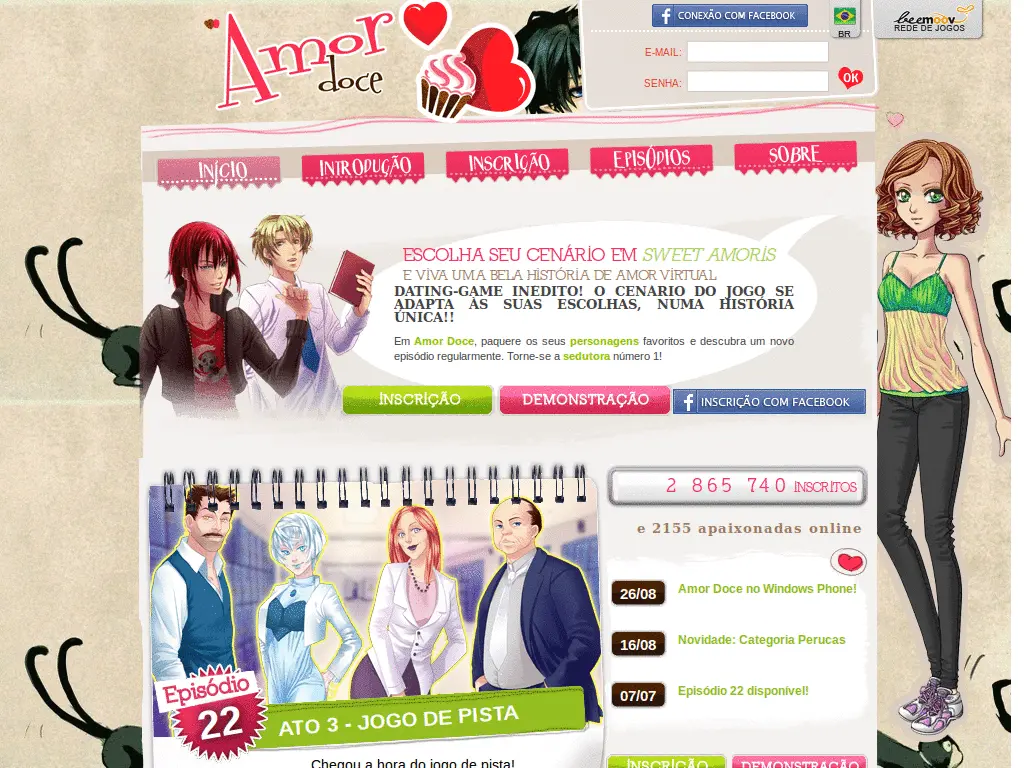 Amor
doce
CONEXÃO COM FACEBOOK
BR
beemoov
REDE DE JOGOS
E-MAIL:
SENHA:
OK
INÍCIO
INTRODUÇÃO
INSCRIÇÃO
EPISÓDIOS
SOBRE
ESCOLHA SEU CENÁRIO EM SWEET AMORIS
E VIVA UMA BELA HISTÓRIA DE AMOR VIRTUAL
DATING-GAME INEDITO! O CENARIO DO JOGO SE
ADAPTA ÀS SUAS ESCOLHAS, NUMA HISTÓRIA
ÚNICA!!
Em Amor Doce, paquere os seus personagens favoritos e descubra um novo
episódio regularmente. Torne-se a sedutora número 1!
INSCRIÇÃO
DEMONSTRAÇÃO
INSCRIÇÃO COM FACEBOOK
2 865 740 INSCRITOS
e 2155 apaixonadas online
26/08
Amor Doce no Windows Phone!
16/08
Novidade: Categoria Perucas
07/07
Episódio 22 disponível!
Episódio
22
ATO 3 - JOGO DE PISTA
Chegou a hora do jogo de pista!
INSCRIÇÃO
DEMONSTRAÇÃO